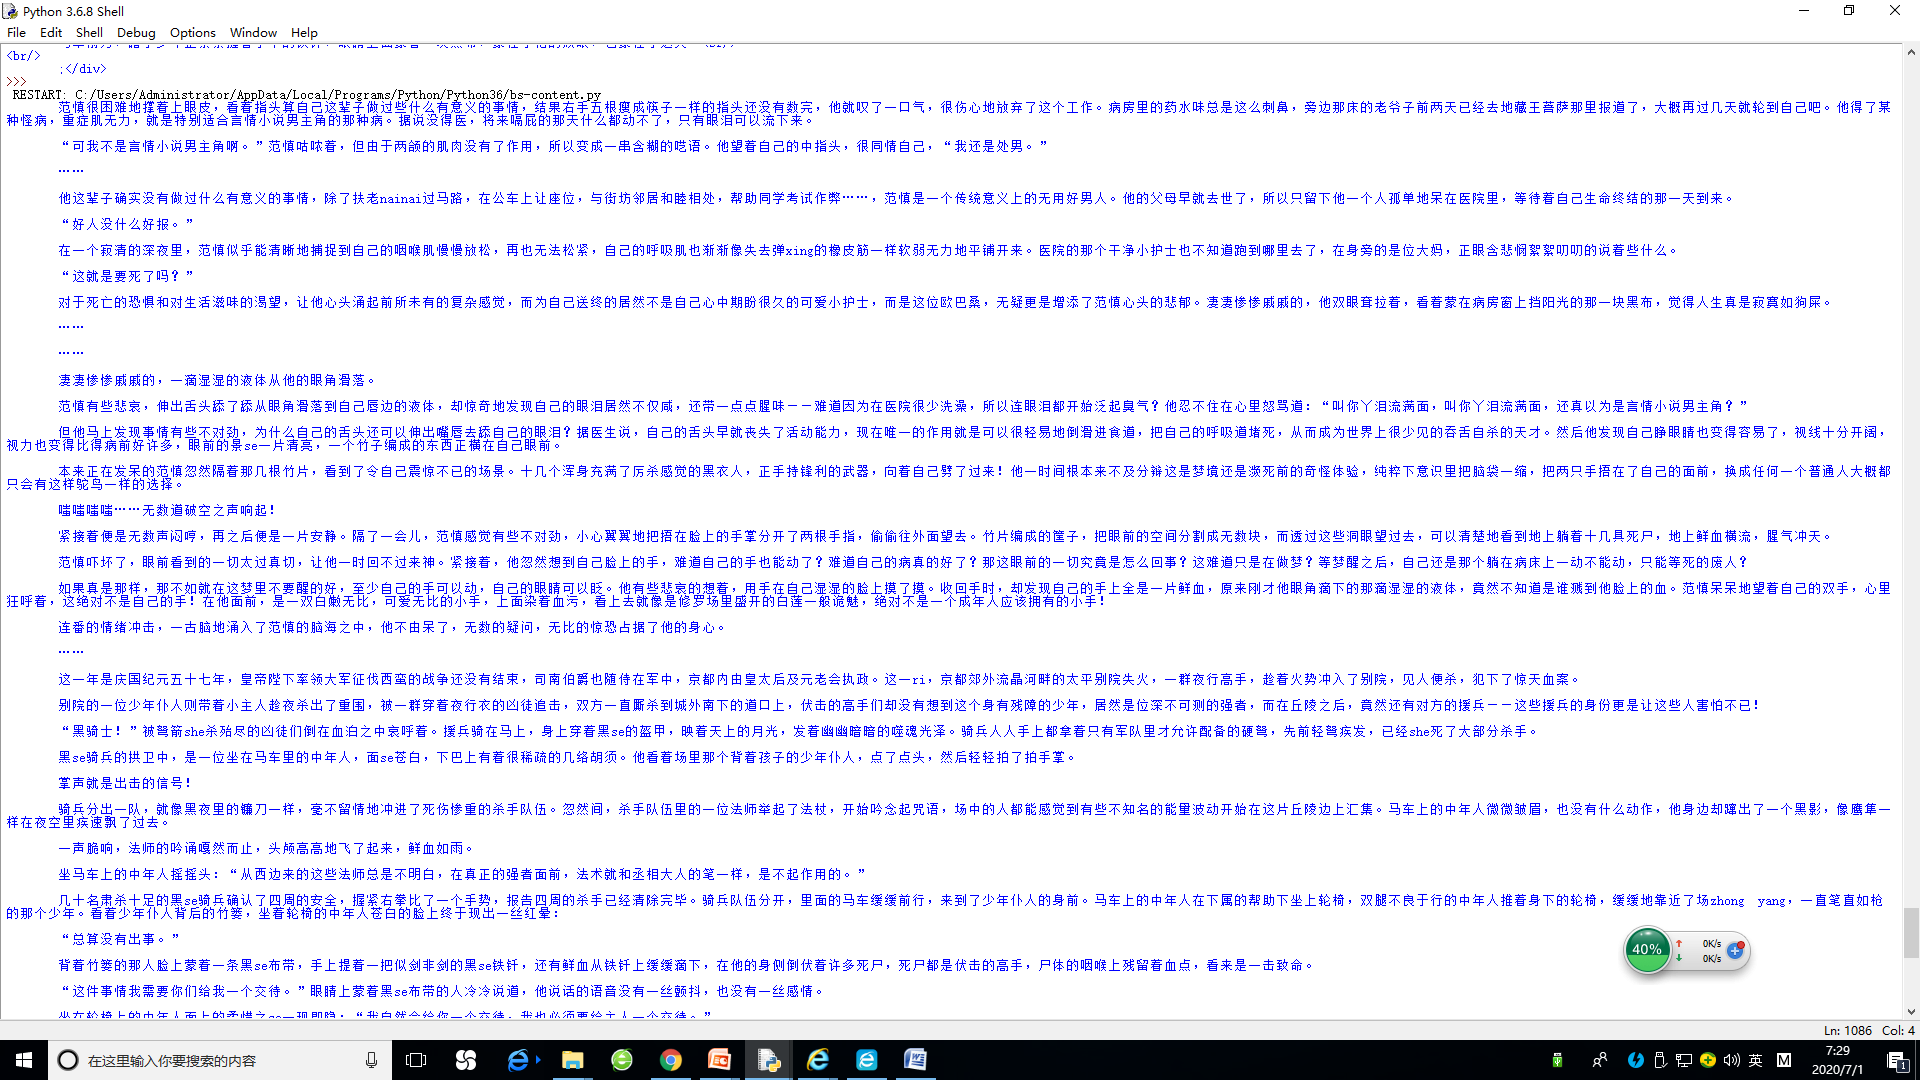 Python 3.6.8 Shell
File Edit Shell Debug Options Window Help
<br/>
;</div>
>>>
RESTART: C:/Users/Administrator/AppData/Local/Programs/Python/Python36/bs-content.py
范慎很困难地撑着上眼皮，看着指头算自己这辈子做过些什么有意义的事情，结果右手五根瘦成筷子一样的指头还没有数完，他就叹了一口气，很伤心地放弃了这个工作。病房里的药水味总是这么刺鼻，旁边那床的老爷子前两天已经去地藏王菩萨那里报道了，大概再过几天就轮到自己吧。他得了某
种怪病，重症肌无力，就是特别适合言情小说男主角的那种病。据说没得医，将来嗝屁的那天什么都动不了，只有眼泪可以流下来。
“可我不是言情小说男主角啊。”范慎咕哝着，但由于两颌的肌肉没有了作用，所以变成一串含糊的呓语。他望着自己的中指头，很同情自己，“我还是处男。”
……
他这辈子确实没有做过什么有意义的事情，除了扶老nainai过马路，在公车上让座位，与街坊邻居和睦相处，帮助同学考试作弊……，范慎是一个传统意义上的无用好男人。他的父母早就去世了，所以只留下他一个人孤单地呆在医院里，等待着自己生命终结的那一天到来。
“好人没什么好报。”
在一个寂清的深夜里，范慎似乎能清晰地捕捉到自己的咽喉肌慢慢放松，再也无法松紧，自己的呼吸肌也渐渐像失去弹xing的橡皮筋一样软弱无力地平铺开来。医院的那个干净小护士也不知道跑到哪里去了，在身旁的是位大妈，正眼含悲悯絮絮叨叨的说着些什么。
“这就是要死了吗？”
对于死亡的恐惧和对生活滋味的渴望，让他心头涌起前所未有的复杂感觉，而为自己送终的居然不是自己心中期盼很久的可爱小护士，而是这位欧巴桑，无疑更是增添了范慎心头的悲郁。凄凄惨惨戚戚的，他双眼耷拉着，看着蒙在病房窗上挡阳光的那一块黑布，觉得人生真是寂寞如狗屎。
……
……
凄凄惨惨戚戚的，一滴湿湿的液体从他的眼角滑落。
范慎有些悲哀，伸出舌头舔了舔从眼角滑落到自己唇边的液体，却惊奇地发现自己的眼泪居然不仅咸，还带一点点腥味－－难道因为在医院很少洗澡，所以连眼泪都开始泛起臭气？他忍不住在心里怒骂道：“叫你丫泪流满面，叫你丫泪流满面，还真以为是言情小说男主角？”
但他马上发现事情有些不对劲，为什么自己的舌头还可以伸出嘴唇去舔自己的眼泪？据医生说，自己的舌头早就丧失了活动能力，现在唯一的作用就是可以很轻易地倒滑进食道，把自己的呼吸道堵死，从而成为世界上很少见的吞舌自杀的天才。然后他发现自己睁眼睛也变得容易了，视线十分开阔，
视力也变得比得病前好许多，眼前的景se一片清亮，一个竹子编成的东西正横在自己眼前。
本来正在发呆的范慎忽然隔着那几根竹片，看到了令自己震惊不已的场景。十几个浑身充满了厉杀感觉的黑衣人，正手持锋利的武器，向着自己劈了过来！他一时间根本来不及分辩这是梦境还是濒死前的奇怪体验，纯粹下意识里把脑袋一缩，把两只手捂在了自己的面前，换成任何一个普通人大概都
只会有这样鸵鸟一样的选择。
嗤嗤嗤嗤……无数道破空之声响起！
紧接着便是无数声闷哼，再之后便是一片安静。隔了一会儿，范慎感觉有些不对劲，小心翼翼地把捂在脸上的手掌分开了两根手指，偷偷往外面望去。竹片编成的筐子，把眼前的空间分割成无数块，而透过这些洞眼望过去，可以清楚地看到地上躺着十几具死尸，地上鲜血横流，腥气冲天。
范慎吓坏了，眼前看到的一切太过真切，让他一时回不过来神。紧接着，他忽然想到自己脸上的手，难道自己的手也能动了？难道自己的病真的好了？那这眼前的一切究竟是怎么回事？这难道只是在做梦？等梦醒之后，自己还是那个躺在病床上一动不能动，只能等死的废人？
如果真是那样，那不如就在这梦里不要醒的好，至少自己的手可以动，自己的眼睛可以眨。他有些悲哀的想着，用手在自己湿湿的脸上摸了摸。收回手时，却发现自己的手上全是一片鲜血，原来刚才他眼角滴下的那滴湿湿的液体，竟然不知道是谁溅到他脸上的血。范慎呆呆地望着自己的双手，心里
狂呼着，这绝对不是自己的手！在他面前，是一双白嫩无比，可爱无比的小手，上面染着血污，看上去就像是修罗场里盛开的白莲一般诡魅，绝对不是一个成年人应该拥有的小手！
连番的情绪冲击，一古脑地涌入了范慎的脑海之中，他不由呆了，无数的疑问，无比的惊恐占据了他的身心。
……
这一年是庆国纪元五十七年，皇帝陛下率领大军征伐西蛮的战争还没有结束，司南伯爵也随侍在军中，京都内由皇太后及元老会执政。这一ri，京都郊外流晶河畔的太平别院失火，一群夜行高手，趁着火势冲入了别院，见人便杀，犯下了惊天血案。
别院的一位少年仆人则带着小主人趁夜杀出了重围，被一群穿着夜行衣的凶徒追击，双方一直厮杀到城外南下的道口上，伏击的高手们却没有想到这个身有残障的少年，居然是位深不可测的强者，而在丘陵之后，竟然还有对方的援兵－－这些援兵的身份更是让这些人害怕不已！
“黑骑士！”被弩箭she杀殆尽的凶徒们倒在血泊之中哀呼着。援兵骑在马上，身上穿着黑se的盔甲，映着天上的月光，发着幽幽暗暗的噬魂光泽。骑兵人人手上都拿着只有军队里才允许配备的硬弩，先前轻弩疾发，已经she死了大部分杀手。
黑se骑兵的拱卫中，是一位坐在马车里的中年人，面se苍白，下巴上有着很稀疏的几络胡须。他看着场里那个背着孩子的少年仆人，点了点头，然后轻轻拍了拍手掌。
掌声就是出击的信号！
骑兵分出一队，就像黑夜里的镰刀一样，毫不留情地冲进了死伤惨重的杀手队伍。忽然间，杀手队伍里的一位法师举起了法杖，开始吟念起咒语，场中的人都能感觉到有些不知名的能量波动开始在这片丘陵边上汇集。马车上的中年人微微皱眉，也没有什么动作，他身边却蹿出了一个黑影，像鹰隼一
样在夜空里疾速飘了过去。
一声脆响，法师的吟诵嘎然而止，头颅高高地飞了起来，鲜血如雨。
坐马车上的中年人摇摇头：“从西边来的这些法师总是不明白，在真正的强者面前，法术就和丞相大人的笔一样，是不起作用的。”
几十名肃杀十足的黑se骑兵确认了四周的安全，握紧右拳比了一个手势，报告四周的杀手已经清除完毕。骑兵队伍分开，里面的马车缓缓前行，来到了少年仆人的身前。马车上的中年人在下属的帮助下坐上轮椅，双腿不良于行的中年人推着身下的轮椅，缓缓地靠近了场zhong yang，一直笔直如枪
的那个少年。看着少年仆人背后的竹篓，坐着轮椅的中年人苍白的脸上终于现出一丝红晕：
“总算没有出事。”
背着竹篓的那人脸上蒙着一条黑se布带，手上提着一把似剑非剑的黑se铁钎，还有鲜血从铁钎上缓缓滴下，在他的身侧倒伏着许多死尸，死尸都是伏击的高手，尸体的咽喉上残留着血点，看来是一击致命。
“这件事情我需要你们给我一个交待。”眼睛上蒙着黑se布带的人冷冷说道，他说话的语音没有一丝颤抖，也没有一丝感情。
坐在轮椅上的中年人面上的柔惜之se一现即隐：“我自然会给你一个交待，我也必须要给主人一个交待。”
40%
0K/s
0K/s
Ln: 1086 Col: 4
在这里输入你要搜索的内容
英
M
7:29
2020/7/1
1